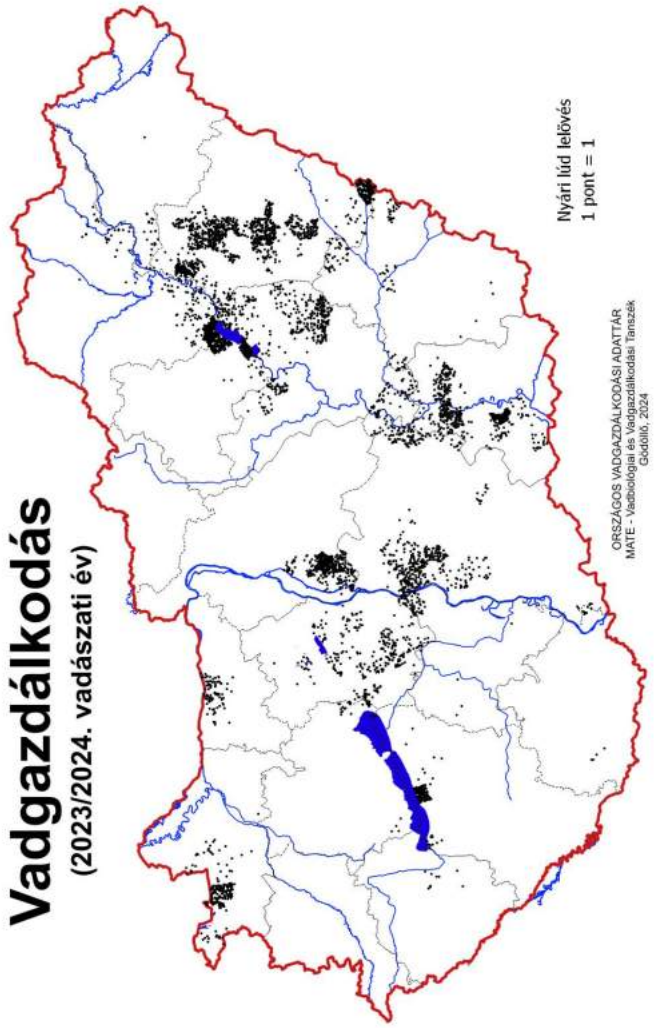 Vadgazdálkodás
(2023/2024. vadászati év)
Nyári lúd lelövés
1 pont = 1
ORSZÁGOS VADGAZDÁLKODÁSI ADATTÁR
MATE - Vadbiológiai és Vadgazdálkodási Tanszék
Gödöllő, 2024